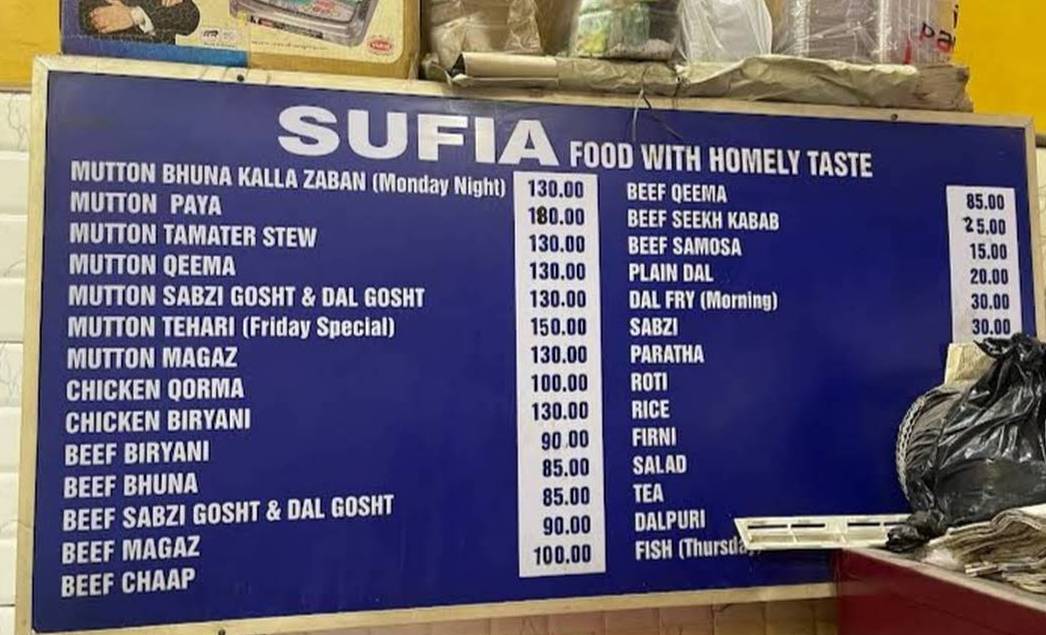 SUFIA FOOD WITH HOMELY TASTE
MUTTON BHUNA KALLA ZABAN (Monday Night) 130.00
MUTTON PAYA 180.00
MUTTON TAMATER STEW 130.00
MUTTON QEEMA 130.00
MUTTON SABZI GOSHT & DAL GOSHT 130.00
MUTTON TEHARI (Friday Special) 150.00
MUTTON MAGAZ 130.00
CHICKEN QORMA 100.00
CHICKEN BIRYANI 130.00
BEEF BIRYANI 90.00
BEEF BHUNA 85.00
BEEF SABZI GOSHT & DAL GOSHT 85.00
BEEF MAGAZ 90.00
BEEF CHAAP 100.00
BEEF QEEMA 85.00
BEEF SEEKH KABAB 25.00
BEEF SAMOSA 15.00
PLAIN DAL 20.00
DAL FRY (Morning) 30.00
SABZI 30.00
PARATHA
ROTI
RICE
FIRNI
SALAD
TEA
DALPURI
FISH (Thursda